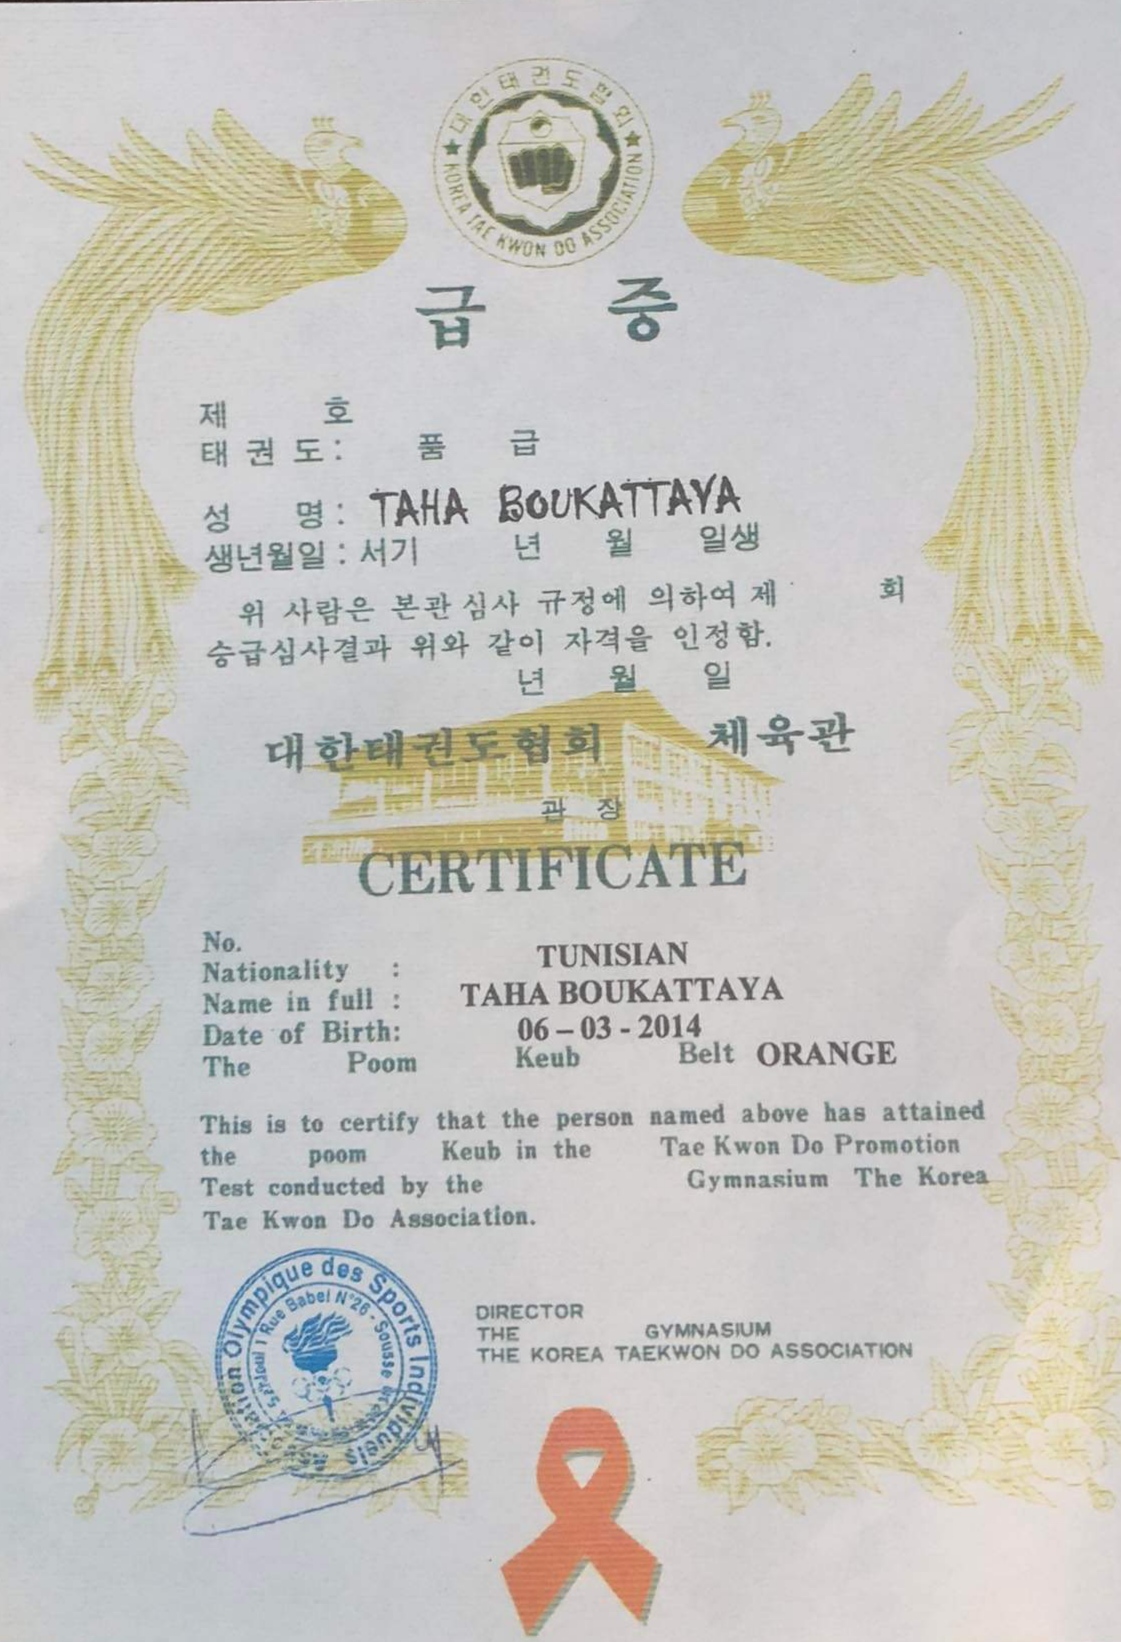 대한태권도협회
KOREA TAE KWON DO ASSOCIATION
급 증
제 호
태권도: 품 급
성 명: TAHA BOUKATTAYA
생년월일: 서기 년 월 일생
위 사람은 본관 심사 규정에 의하여 제 회
승급심사결과 위와 같이 자격을 인정함.
년 월 일
대한태권도협회 체육관
관 장
CERTIFICATE
No.
Nationality : TUNISIAN
Name in full : TAHA BOUKATTAYA
Date of Birth: 06 – 03 - 2014
The Poom Keub Belt ORANGE
This is to certify that the person named above has attained
the poom Keub in the Tae Kwon Do Promotion
Test conducted by the Gymnasium The Korea
Tae Kwon Do Association.
Olympique des Sports Individuels
Rue Babel N°26 - Sousse
DIRECTOR
THE GYMNASIUM
THE KOREA TAEKWON DO ASSOCIATION